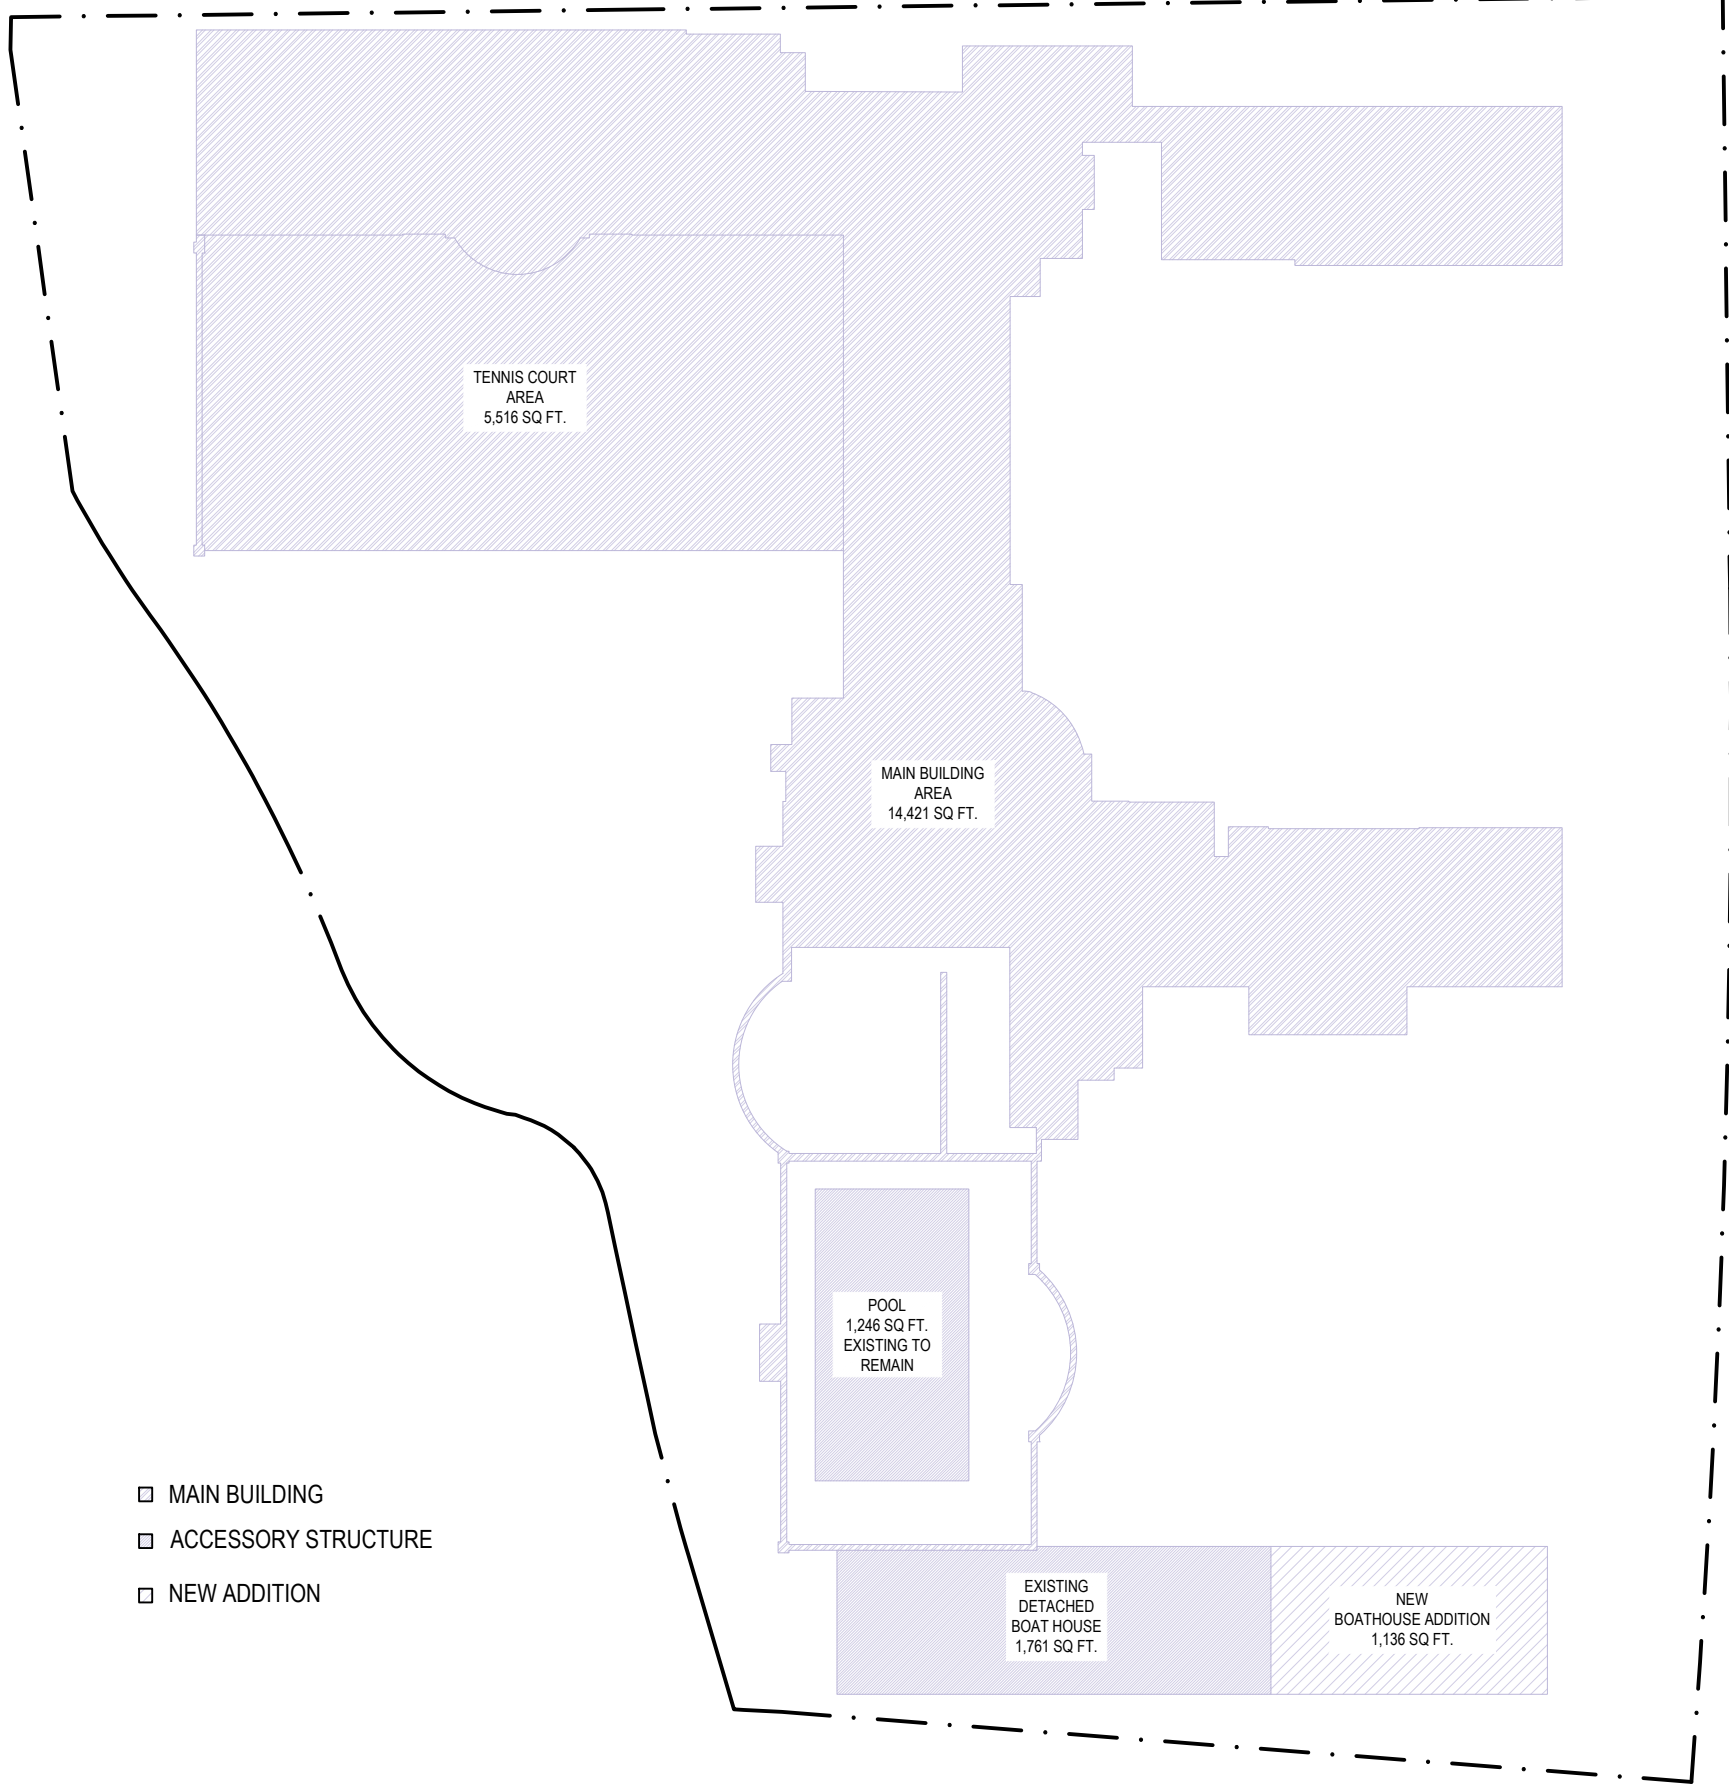 TENNIS COURT
AREA
5,516 SQ FT.
MAIN BUILDING
AREA
14,421 SQ FT.
POOL
1,246 SQ FT.
EXISTING TO
REMAIN
MAIN BUILDING
ACCESSORY STRUCTURE
NEW ADDITION
EXISTING
DETACHED
BOAT HOUSE
1,761 SQ FT.
NEW
BOATHOUSE ADDITION
1,136 SQ FT.